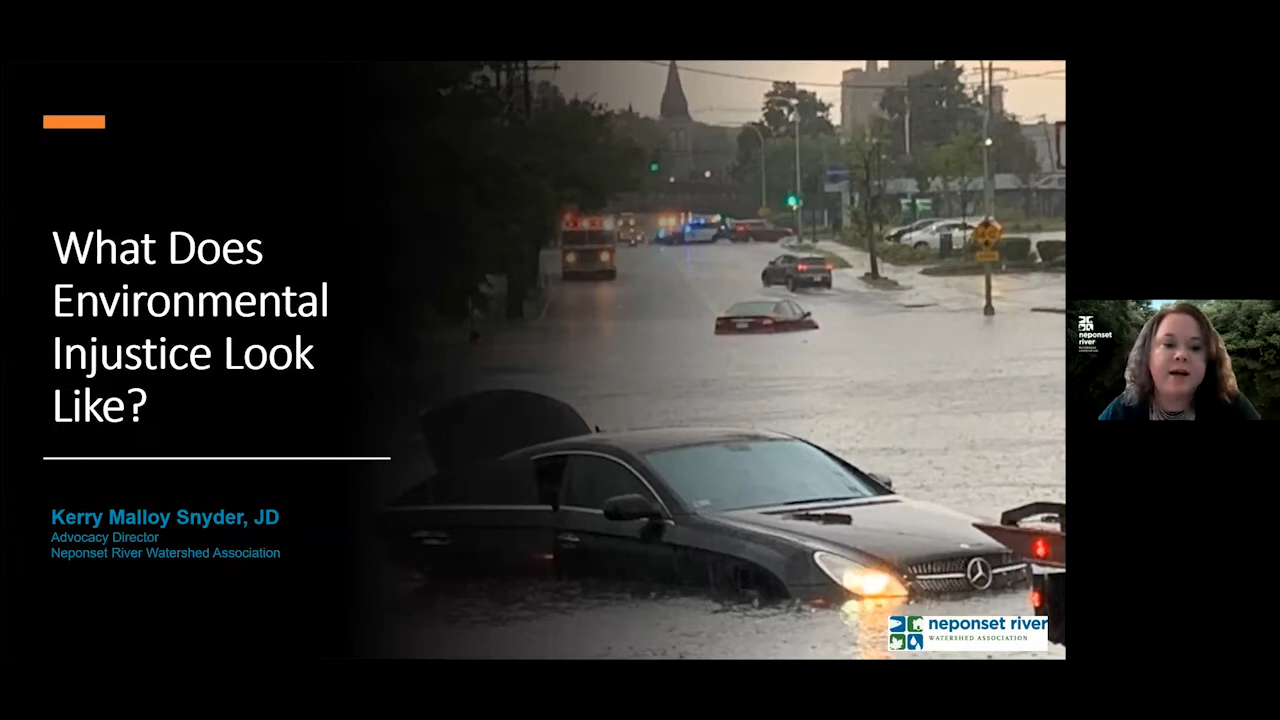 What Does
Environmental
Injustice Look
Like?
Kerry Malloy Snyder, JD
Advocacy Director
Neponset River Watershed Association
neponset river
WATERSHED ASSOCIATION
neponset
river